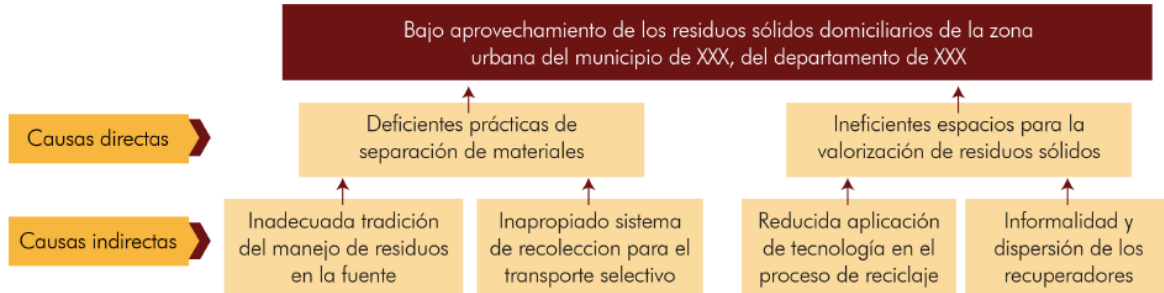 Bajo aprovechamiento de los residuos sólidos domiciliarios de la zona
urbana del municipio de XXX, del departamento de XXX
Causas directas
Deficientes prácticas de
separación de materiales
Ineficientes espacios para la
valorización de residuos sólidos
Causas indirectas
Inadecuada tradición
del manejo de residuos
en la fuente
Inapropiado sistema
de recoleccion para el
transporte selectivo
Reducida aplicación
de tecnología en el
proceso de reciclaje
Informalidad y
dispersión de los
recuperadores